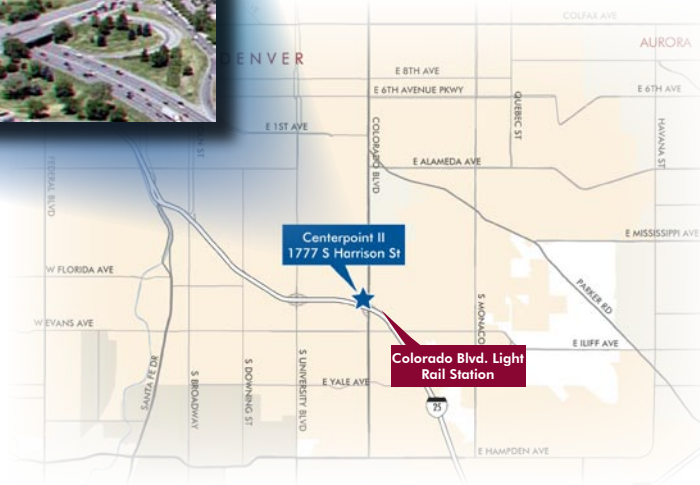 COLFAX AVE
AURORA
DENVER
E 8TH AVE
E 6TH AVENUE PKWY
E 6TH AVE
QUEBEC ST
HAVANA ST
E 1ST AVE
COLORADO BLVD
E ALAMEDA AVE
FEDERAL BLVD
E MISSISSIPPI AVE
Centerpoint II
1777 S Harrison St
W FLORIDA AVE
PARKER RD
W EVANS AVE
S MONACO
E ILIFF AVE
Colorado Blvd. Light
Rail Station
SANTA FE DR
S BROADWAY
S DOWNING ST
S UNIVERSITY BLVD
E YALE AVE
25
E HAMPDEN AVE